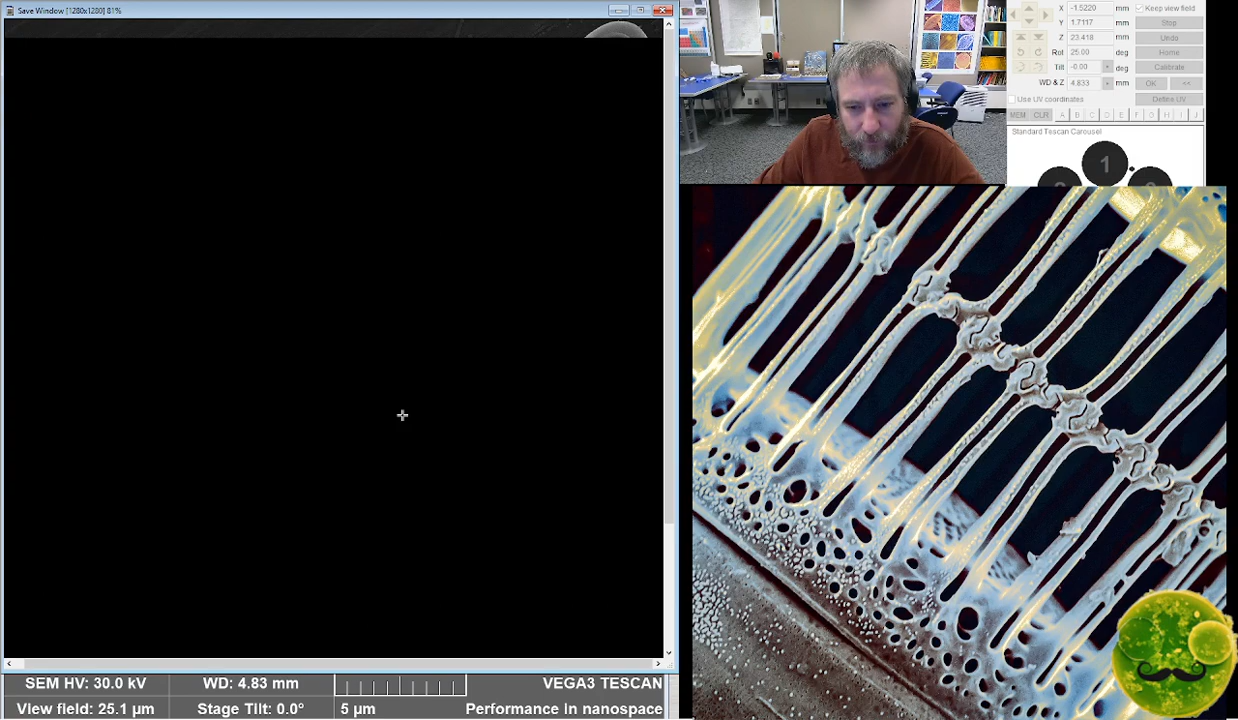 Save Window [1280x1280] 81%
SEM HV: 30.0 kV
WD: 4.83 mm
VEGA3 TESCAN
View field: 25.1 µm
Stage Tilt: 0.0°
5 µm
Performance in nanospace
X -1.5220 mm
Keep view field
Y 1.7117 mm
Stop
Z 23.418 mm
Undo
Rot 25.00 deg
Home
Tilt -0.00 deg
Calibrate
WD & Z 4.833 mm
OK <<
Use UV coordinates
Define UV
MEM CLR A B C D E F G H I J
Standard Tescan Carousel
1